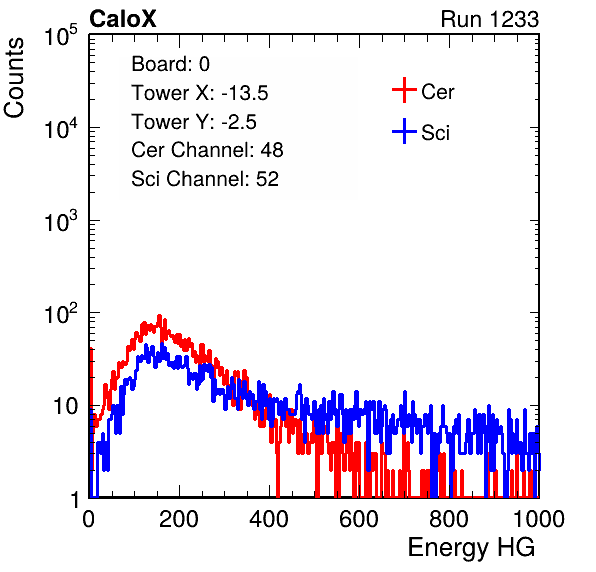 CaloX Run 1233
Counts
10^5
10^4
10^3
10^2
10
1
Board: 0
Tower X: -13.5
Tower Y: -2.5
Cer Channel: 48
Sci Channel: 52
Cer
Sci
0 200 400 600 800 1000
Energy HG